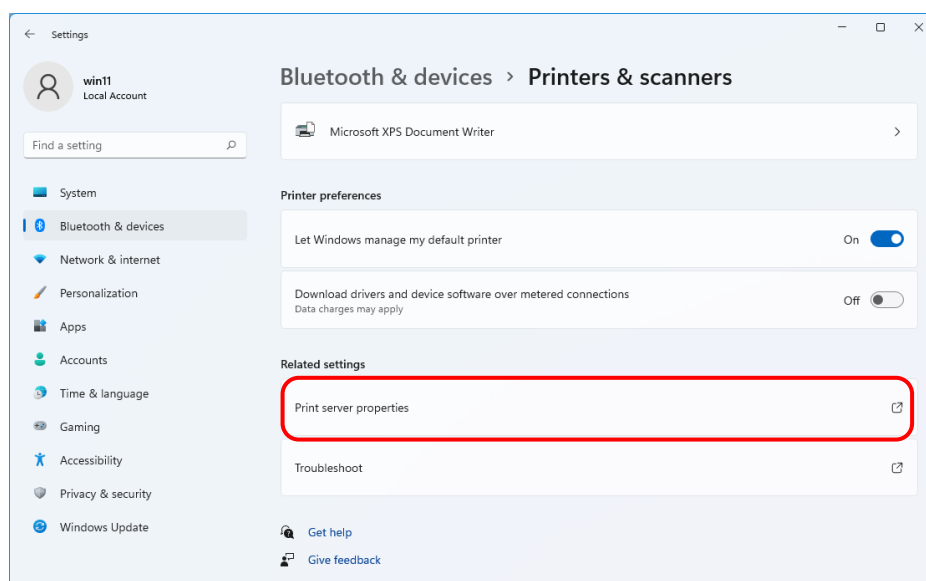 Settings
win11
Local Account
Find a setting
System
Bluetooth & devices
Network & internet
Personalization
Apps
Accounts
Time & language
Gaming
Accessibility
Privacy & security
Windows Update
Bluetooth & devices › Printers & scanners
Microsoft XPS Document Writer
Printer preferences
Let Windows manage my default printer On
Download drivers and device software over metered connections
Data charges may apply
Off
Related settings
Print server properties
Troubleshoot
Get help
Give feedback